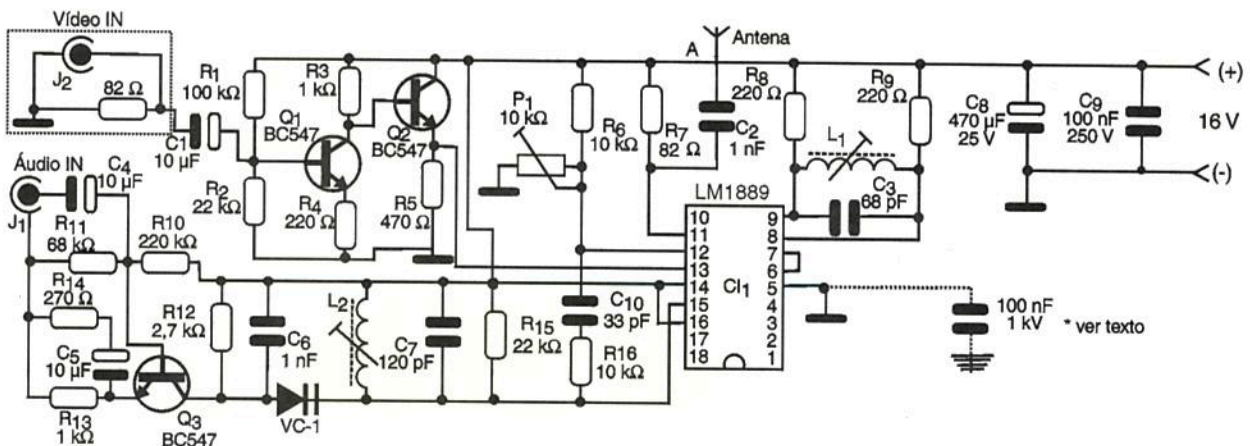 Vídeo IN
J2
82 Ω
C1
10 µF
R1
100 kΩ
R2
22 kΩ
Q1
BC547
R3
1 kΩ
R4
220 Ω
Q2
BC547
R5
470 Ω
P1
10 kΩ
R6
10 kΩ
R7
82 Ω
A
Antena
C2
1 nF
R8
220 Ω
R9
220 Ω
L1
C3
68 pF
C8
470 µF
25 V
C9
100 nF
250 V
(+)
16 V
(-)
Áudio IN
J1
C4
10 µF
R11
68 kΩ
R10
220 kΩ
R14
270 Ω
C5
10 µF
R13
1 kΩ
Q3
BC547
R12
2,7 kΩ
C6
1 nF
VC-1
L2
C7
120 pF
R15
22 kΩ
C10
33 pF
R16
10 kΩ
LM1889
10 9
11 8
12 7
13 6
14 CI1 5
15 4
16 3
17 2
18 1
100 nF
1 kV
* ver texto